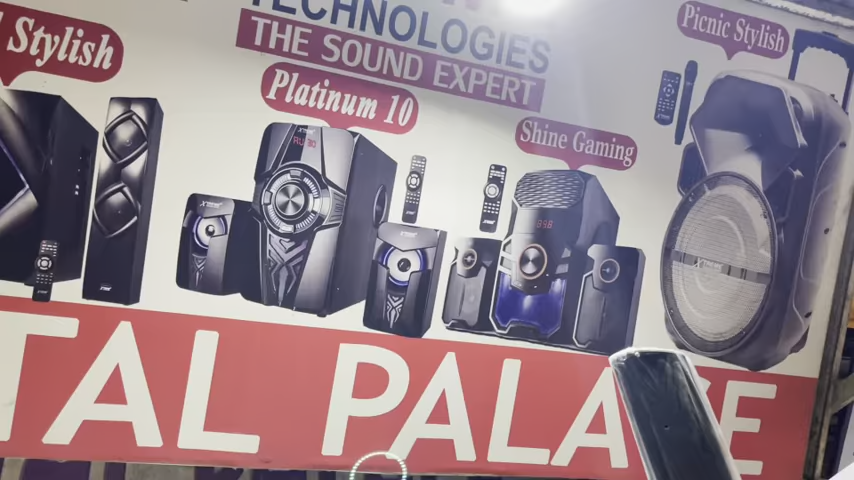 TECHNOLOGIES
THE SOUND EXPERT
Stylish
Platinum 10
Shine Gaming
Picnic Stylish
TAL PALA E